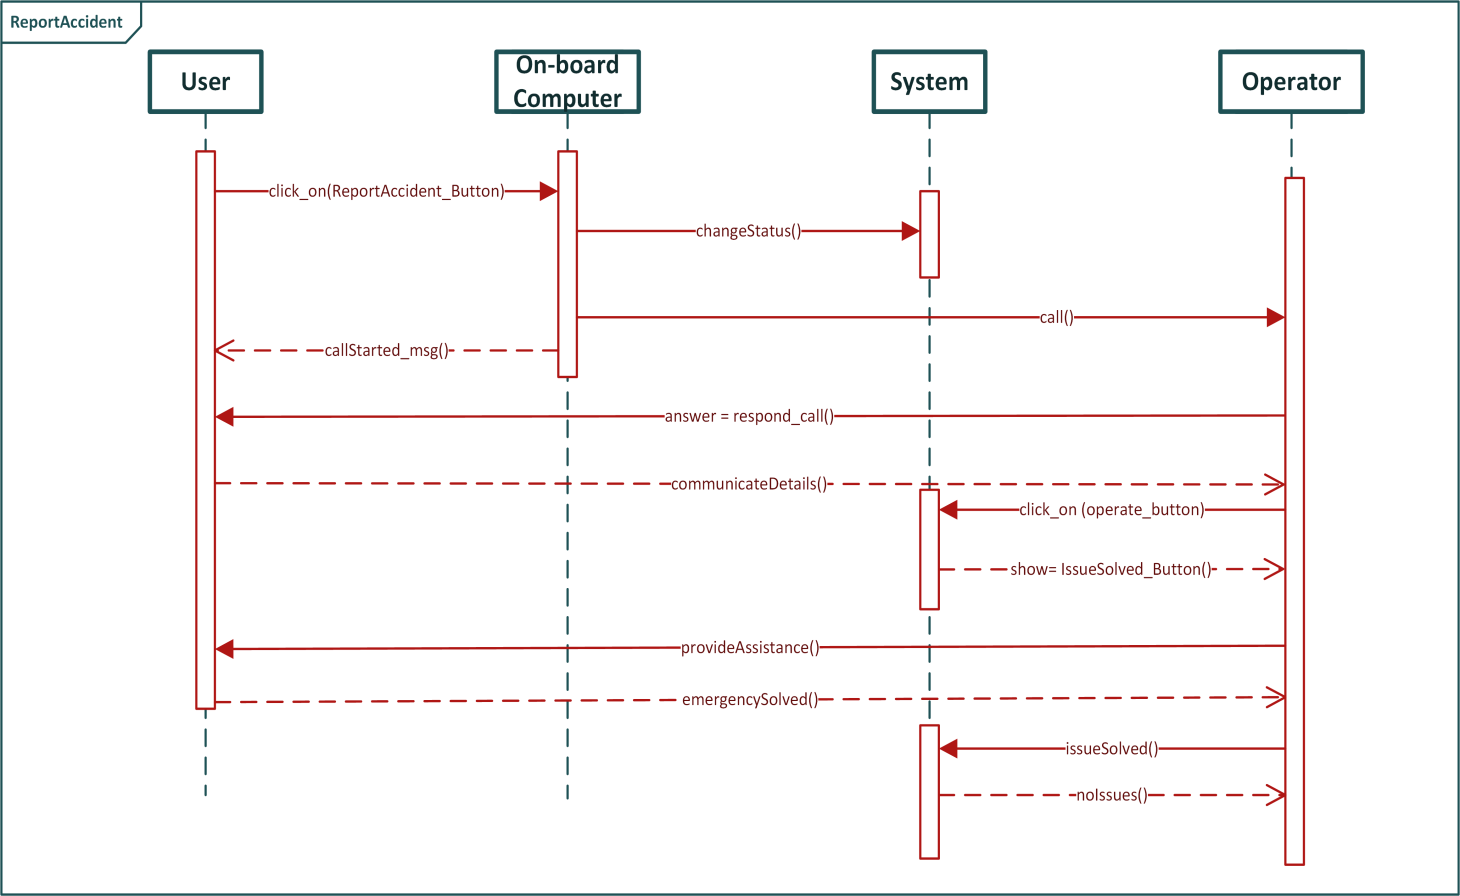 ReportAccident
User
On-board
Computer
System
Operator
click_on(ReportAccident_Button)
changeStatus()
call()
callStarted_msg()
answer = respond_call()
communicateDetails()
click_on (operate_button)
show= IssueSolved_Button()
provideAssistance()
emergencySolved()
issueSolved()
noIssues()